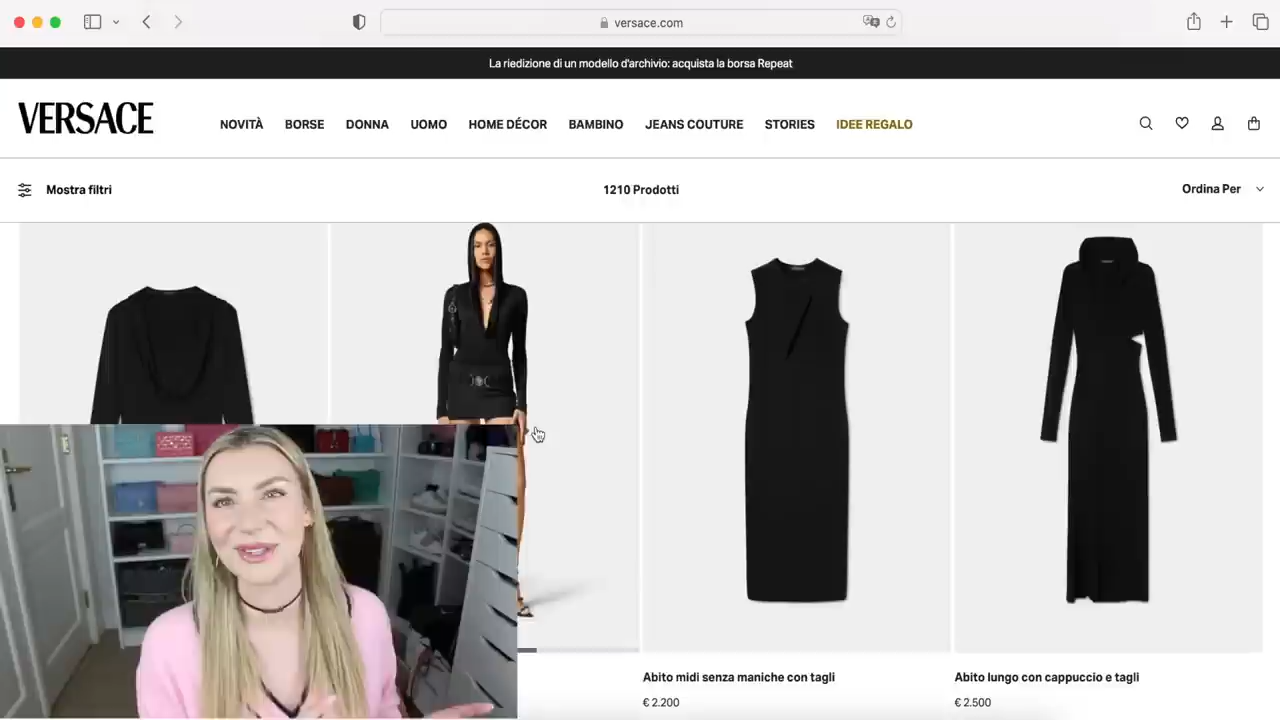 versace.com
La riedizione di un modello d'archivio: acquista la borsa Repeat
VERSACE
NOVITÀ BORSE DONNA UOMO HOME DÉCOR BAMBINO JEANS COUTURE STORIES IDEE REGALO
Mostra filtri
1210 Prodotti
Ordina Per
Abito midi senza maniche con tagli
€ 2.200
Abito lungo con cappuccio e tagli
€ 2.500